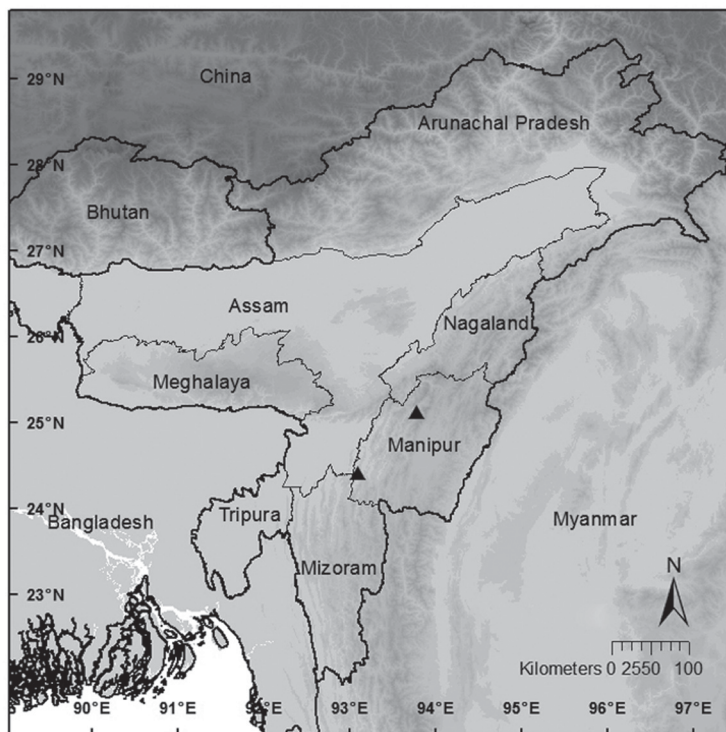 29°N
China
Arunachal Pradesh
28°N
Bhutan
27°N
Assam
Nagaland
26°N
Meghalaya
25°N
Manipur
24°N
Bangladesh
Tripura
Myanmar
Mizoram
N
23°N
Kilometers 0 2550 100
90°E 91°E 92°E 93°E 94°E 95°E 96°E 97°E